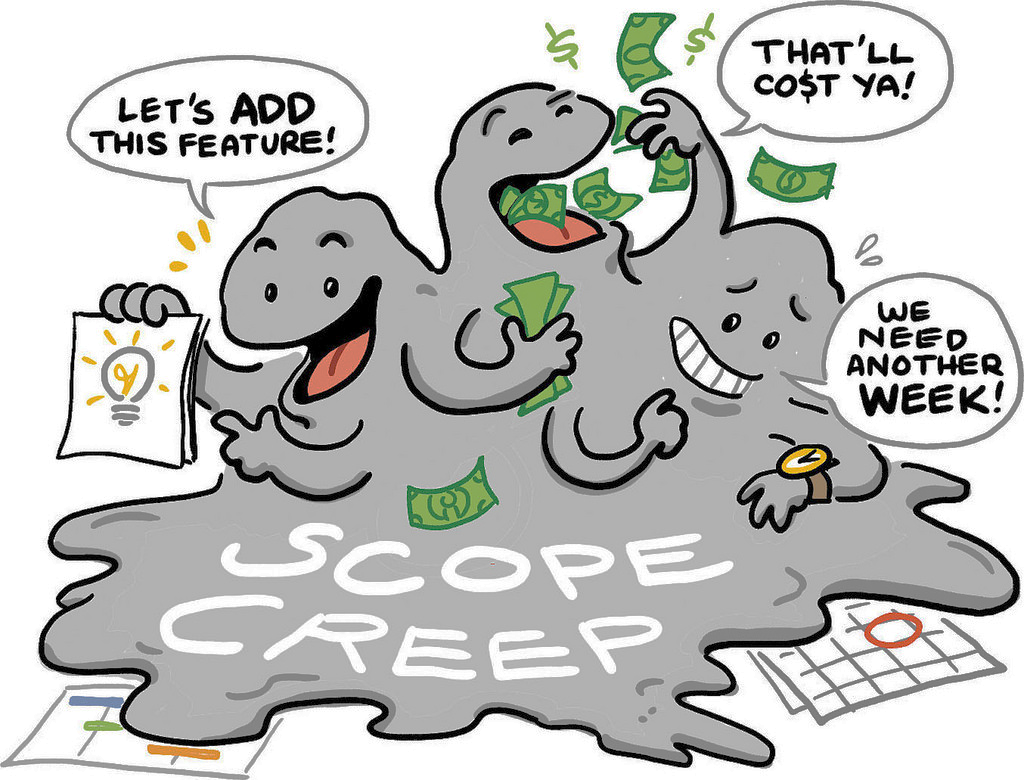 LET'S ADD
THIS FEATURE!
THAT'LL
CO$T YA!
WE
NEED
ANOTHER
WEEK!
SCOPE
CREEP